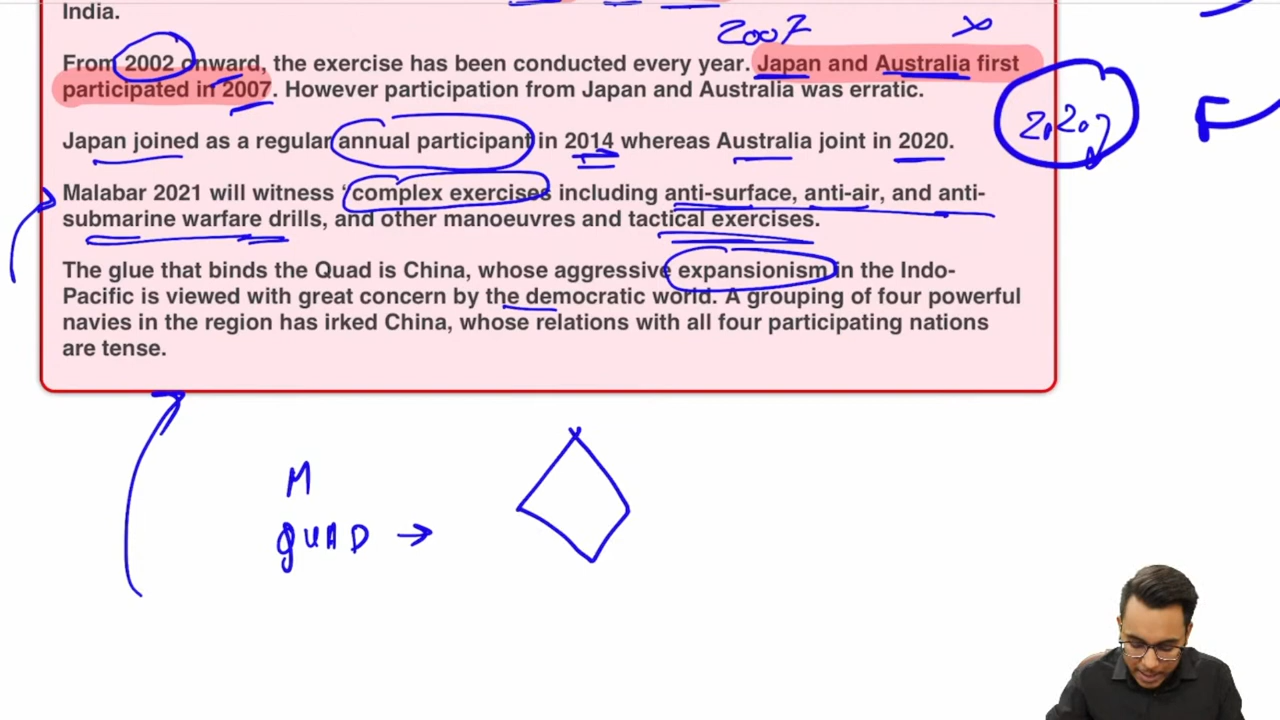 India.
2007
From 2002 onward, the exercise has been conducted every year. Japan and Australia first
participated in 2007. However participation from Japan and Australia was erratic.
Japan joined as a regular annual participant in 2014 whereas Australia joint in 2020.
Malabar 2021 will witness ‘complex exercises including anti-surface, anti-air, and anti-
submarine warfare drills, and other manoeuvres and tactical exercises.
The glue that binds the Quad is China, whose aggressive expansionism in the Indo-
Pacific is viewed with great concern by the democratic world. A grouping of four powerful
navies in the region has irked China, whose relations with all four participating nations
are tense.
M
QUAD →